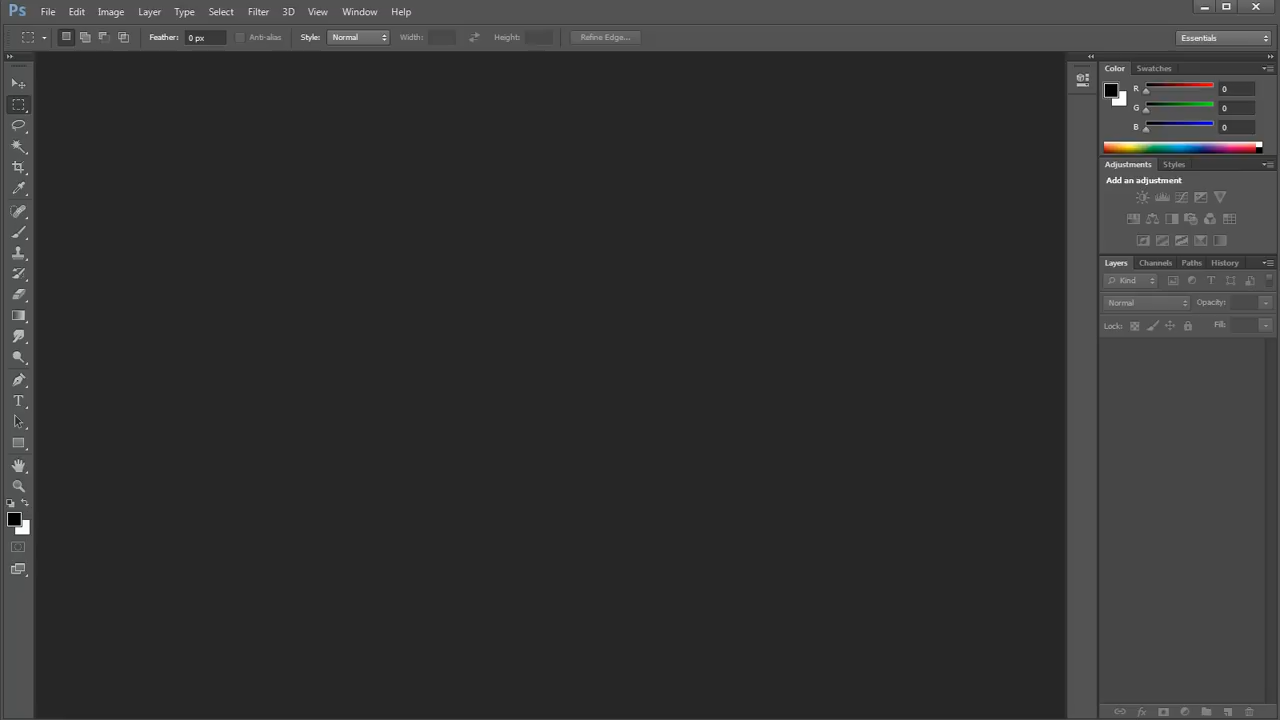 Ps File Edit Image Layer Type Select Filter 3D View Window Help
Feather: 0 px Anti-alias Style: Normal Width: Height: Refine Edge... Essentials
Color Swatches
R 0
G 0
B 0
Adjustments Styles
Add an adjustment
Layers Channels Paths History
Kind T
Normal Opacity:
Lock: Fill:
T
fx